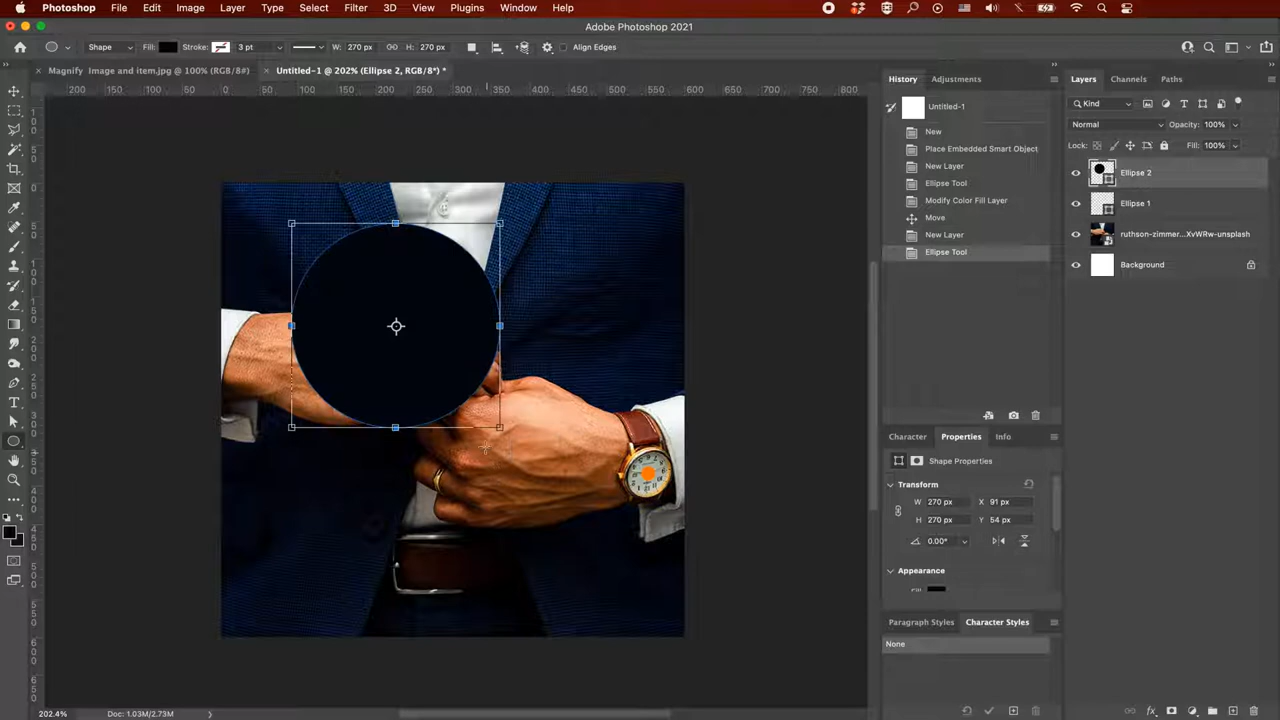 Photoshop File Edit Image Layer Type Select Filter 3D View Plugins Window Help
Adobe Photoshop 2021
Shape Fill: Stroke: 3 pt W: 270 px H: 270 px Align Edges
Magnify Image and item.jpg @ 100% (RGB/8#)
Untitled-1 @ 202% (Ellipse 2, RGB/8*) *
200 100 0 50 100 150 200 250 300 350 400 450 500 550 600 650 700 750 800
History Adjustments
Untitled-1
New
Place Embedded Smart Object
New Layer
Ellipse Tool
Modify Color Fill Layer
Move
New Layer
Ellipse Tool
Character Properties Info
Shape Properties
Transform
W 270 px X 91 px
H 270 px Y 54 px
0.00°
Appearance
Paragraph Styles Character Styles
None
Layers Channels Paths
Kind
Normal Opacity: 100%
Lock: Fill: 100%
Ellipse 2
Ellipse 1
ruthson-zimmer...XvWRw-unsplash
Background
202.4% Doc: 1.03M/2.73M